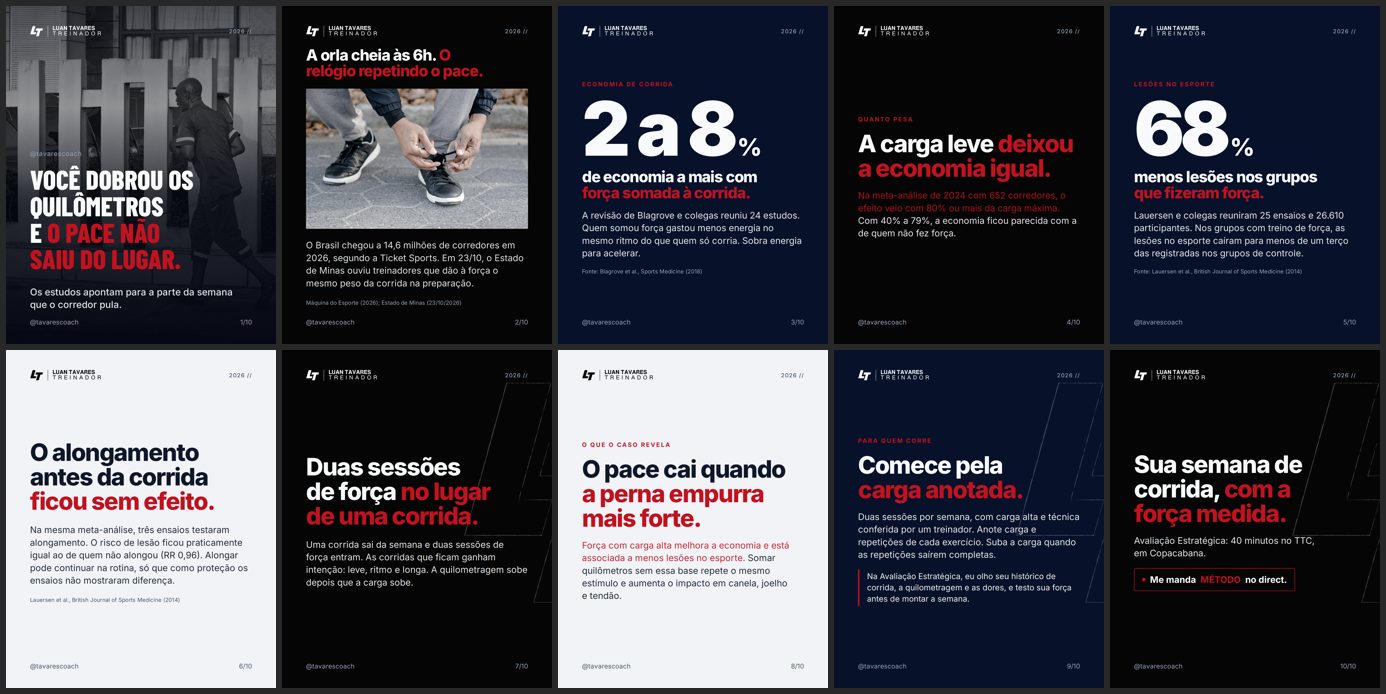 LT LUAN TAVARES
TREINADOR
2026 //
@tavarescoach
VOCÊ DOBROU OS
QUILÔMETROS
E O PACE NÃO
SAIU DO LUGAR.
Os estudos apontam para a parte da semana
que o corredor pula.
@tavarescoach
1/10
LT LUAN TAVARES
TREINADOR
2026 //
A orla cheia às 6h. O
relógio repetindo o pace.
O Brasil chegou a 14,6 milhões de corredores em
2026, segundo a Ticket Sports. Em 23/10, o Estado
de Minas ouviu treinadores que dão à força o
mesmo peso da corrida na preparação.
Máquina do Esporte (2026); Estado de Minas (23/10/2026)
@tavarescoach
2/10
LT LUAN TAVARES
TREINADOR
2026 //
ECONOMIA DE CORRIDA
2 a 8%
de economia a mais com
força somada à corrida.
A revisão de Blagrove e colegas reuniu 24 estudos.
Quem somou força gastou menos energia no
mesmo ritmo do que quem só corria. Sobra energia
para acelerar.
Fonte: Blagrove et al., Sports Medicine (2018)
@tavarescoach
3/10
LT LUAN TAVARES
TREINADOR
2026 //
QUANTO PESA
A carga leve deixou
a economia igual.
Na meta-análise de 2024 com 652 corredores, o
efeito veio com 80% ou mais da carga máxima.
Com 40% a 79%, a economia ficou parecida com a
de quem não fez força.
@tavarescoach
4/10
LT LUAN TAVARES
TREINADOR
2026 //
LESÕES NO ESPORTE
68%
menos lesões nos grupos
que fizeram força.
Lauersen e colegas reuniram 25 ensaios e 26.610
participantes. Nos grupos com treino de força, as
lesões no esporte caíram para menos de um terço
das registradas nos grupos de controle.
Fonte: Lauersen et al., British Journal of Sports Medicine (2014)
@tavarescoach
5/10
LT LUAN TAVARES
TREINADOR
2026 //
O alongamento
antes da corrida
ficou sem efeito.
Na mesma meta-análise, três ensaios testaram
alongamento. O risco de lesão ficou praticamente
igual ao de quem não alongou (RR 0,96). Alongar
pode continuar na rotina, só que como proteção os
ensaios não mostraram diferença.
Lauersen et al., British Journal of Sports Medicine (2014)
@tavarescoach
6/10
LT LUAN TAVARES
TREINADOR
2026 //
Duas sessões
de força no lugar
de uma corrida.
Uma corrida sai da semana e duas sessões de
força entram. As corridas que ficam ganham
intenção: leve, ritmo e longa. A quilometragem sobe
depois que a carga sobe.
@tavarescoach
7/10
LT LUAN TAVARES
TREINADOR
2026 //
O QUE O CASO REVELA
O pace cai quando
a perna empurra
mais forte.
Força com carga alta melhora a economia e está
associada a menos lesões no esporte. Somar
quilômetros sem essa base repete o mesmo
estímulo e aumenta o impacto em canela, joelho
e tendão.
@tavarescoach
8/10
LT LUAN TAVARES
TREINADOR
2026 //
PARA QUEM CORRE
Comece pela
carga anotada.
Duas sessões por semana, com carga alta e técnica
conferida por um treinador. Anote carga e
repetições de cada exercício. Suba a carga quando
as repetições saírem completas.
Na Avaliação Estratégica, eu olho seu histórico de
corrida, a quilometragem e as dores, e testo sua força
antes de montar a semana.
@tavarescoach
9/10
LT LUAN TAVARES
TREINADOR
2026 //
Sua semana de
corrida, com a
força medida.
Avaliação Estratégica: 40 minutos no TTC,
em Copacabana.
• Me manda MÉTODO no direct.
@tavarescoach
10/10